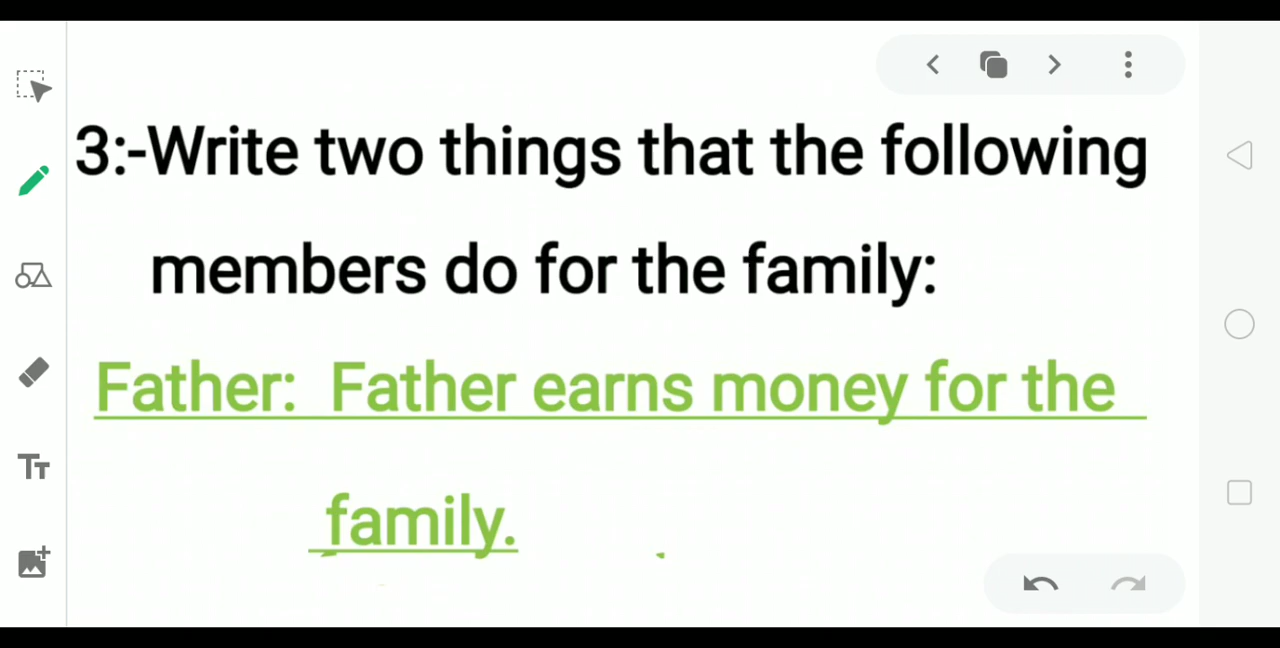 3:-Write two things that the following
members do for the family:
Father: Father earns money for the
family.